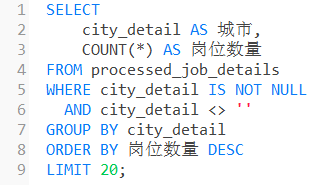 1 SELECT
2     city_detail AS 城市,
3     COUNT(*) AS 岗位数量
4 FROM processed_job_details
5 WHERE city_detail IS NOT NULL
6   AND city_detail <> ''
7 GROUP BY city_detail
8 ORDER BY 岗位数量 DESC
9 LIMIT 20;